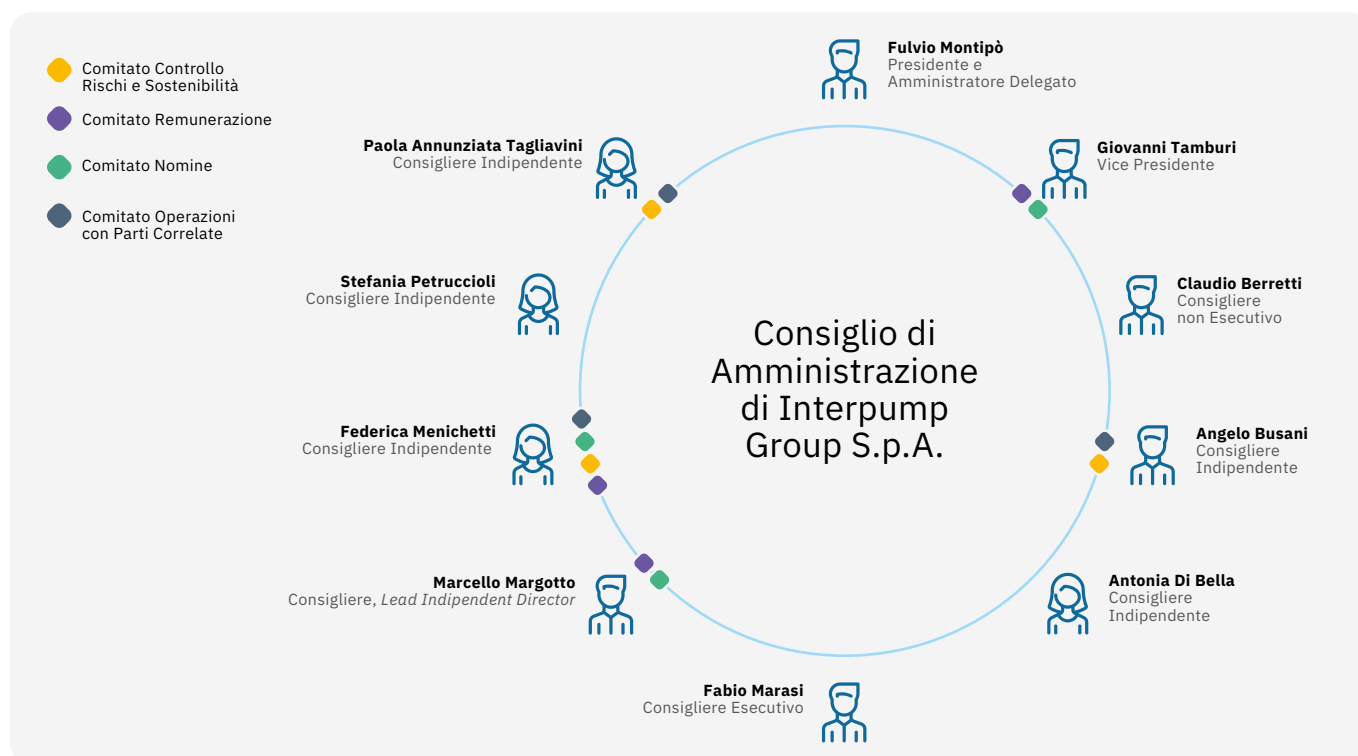 Comitato Controllo
Rischi e Sostenibilità
Comitato Remunerazione
Comitato Nomine
Comitato Operazioni
con Parti Correlate
Fulvio Montipò
Presidente e
Amministratore Delegato
Giovanni Tamburi
Vice Presidente
Claudio Berretti
Consigliere
non Esecutivo
Angelo Busani
Consigliere
Indipendente
Antonia Di Bella
Consigliere
Indipendente
Fabio Marasi
Consigliere Esecutivo
Marcello Margotto
Consigliere, Lead Indipendent Director
Federica Menichetti
Consigliere Indipendente
Stefania Petruccioli
Consigliere Indipendente
Paola Annunziata Tagliavini
Consigliere Indipendente
Consiglio di
Amministrazione
di Interpump
Group S.p.A.